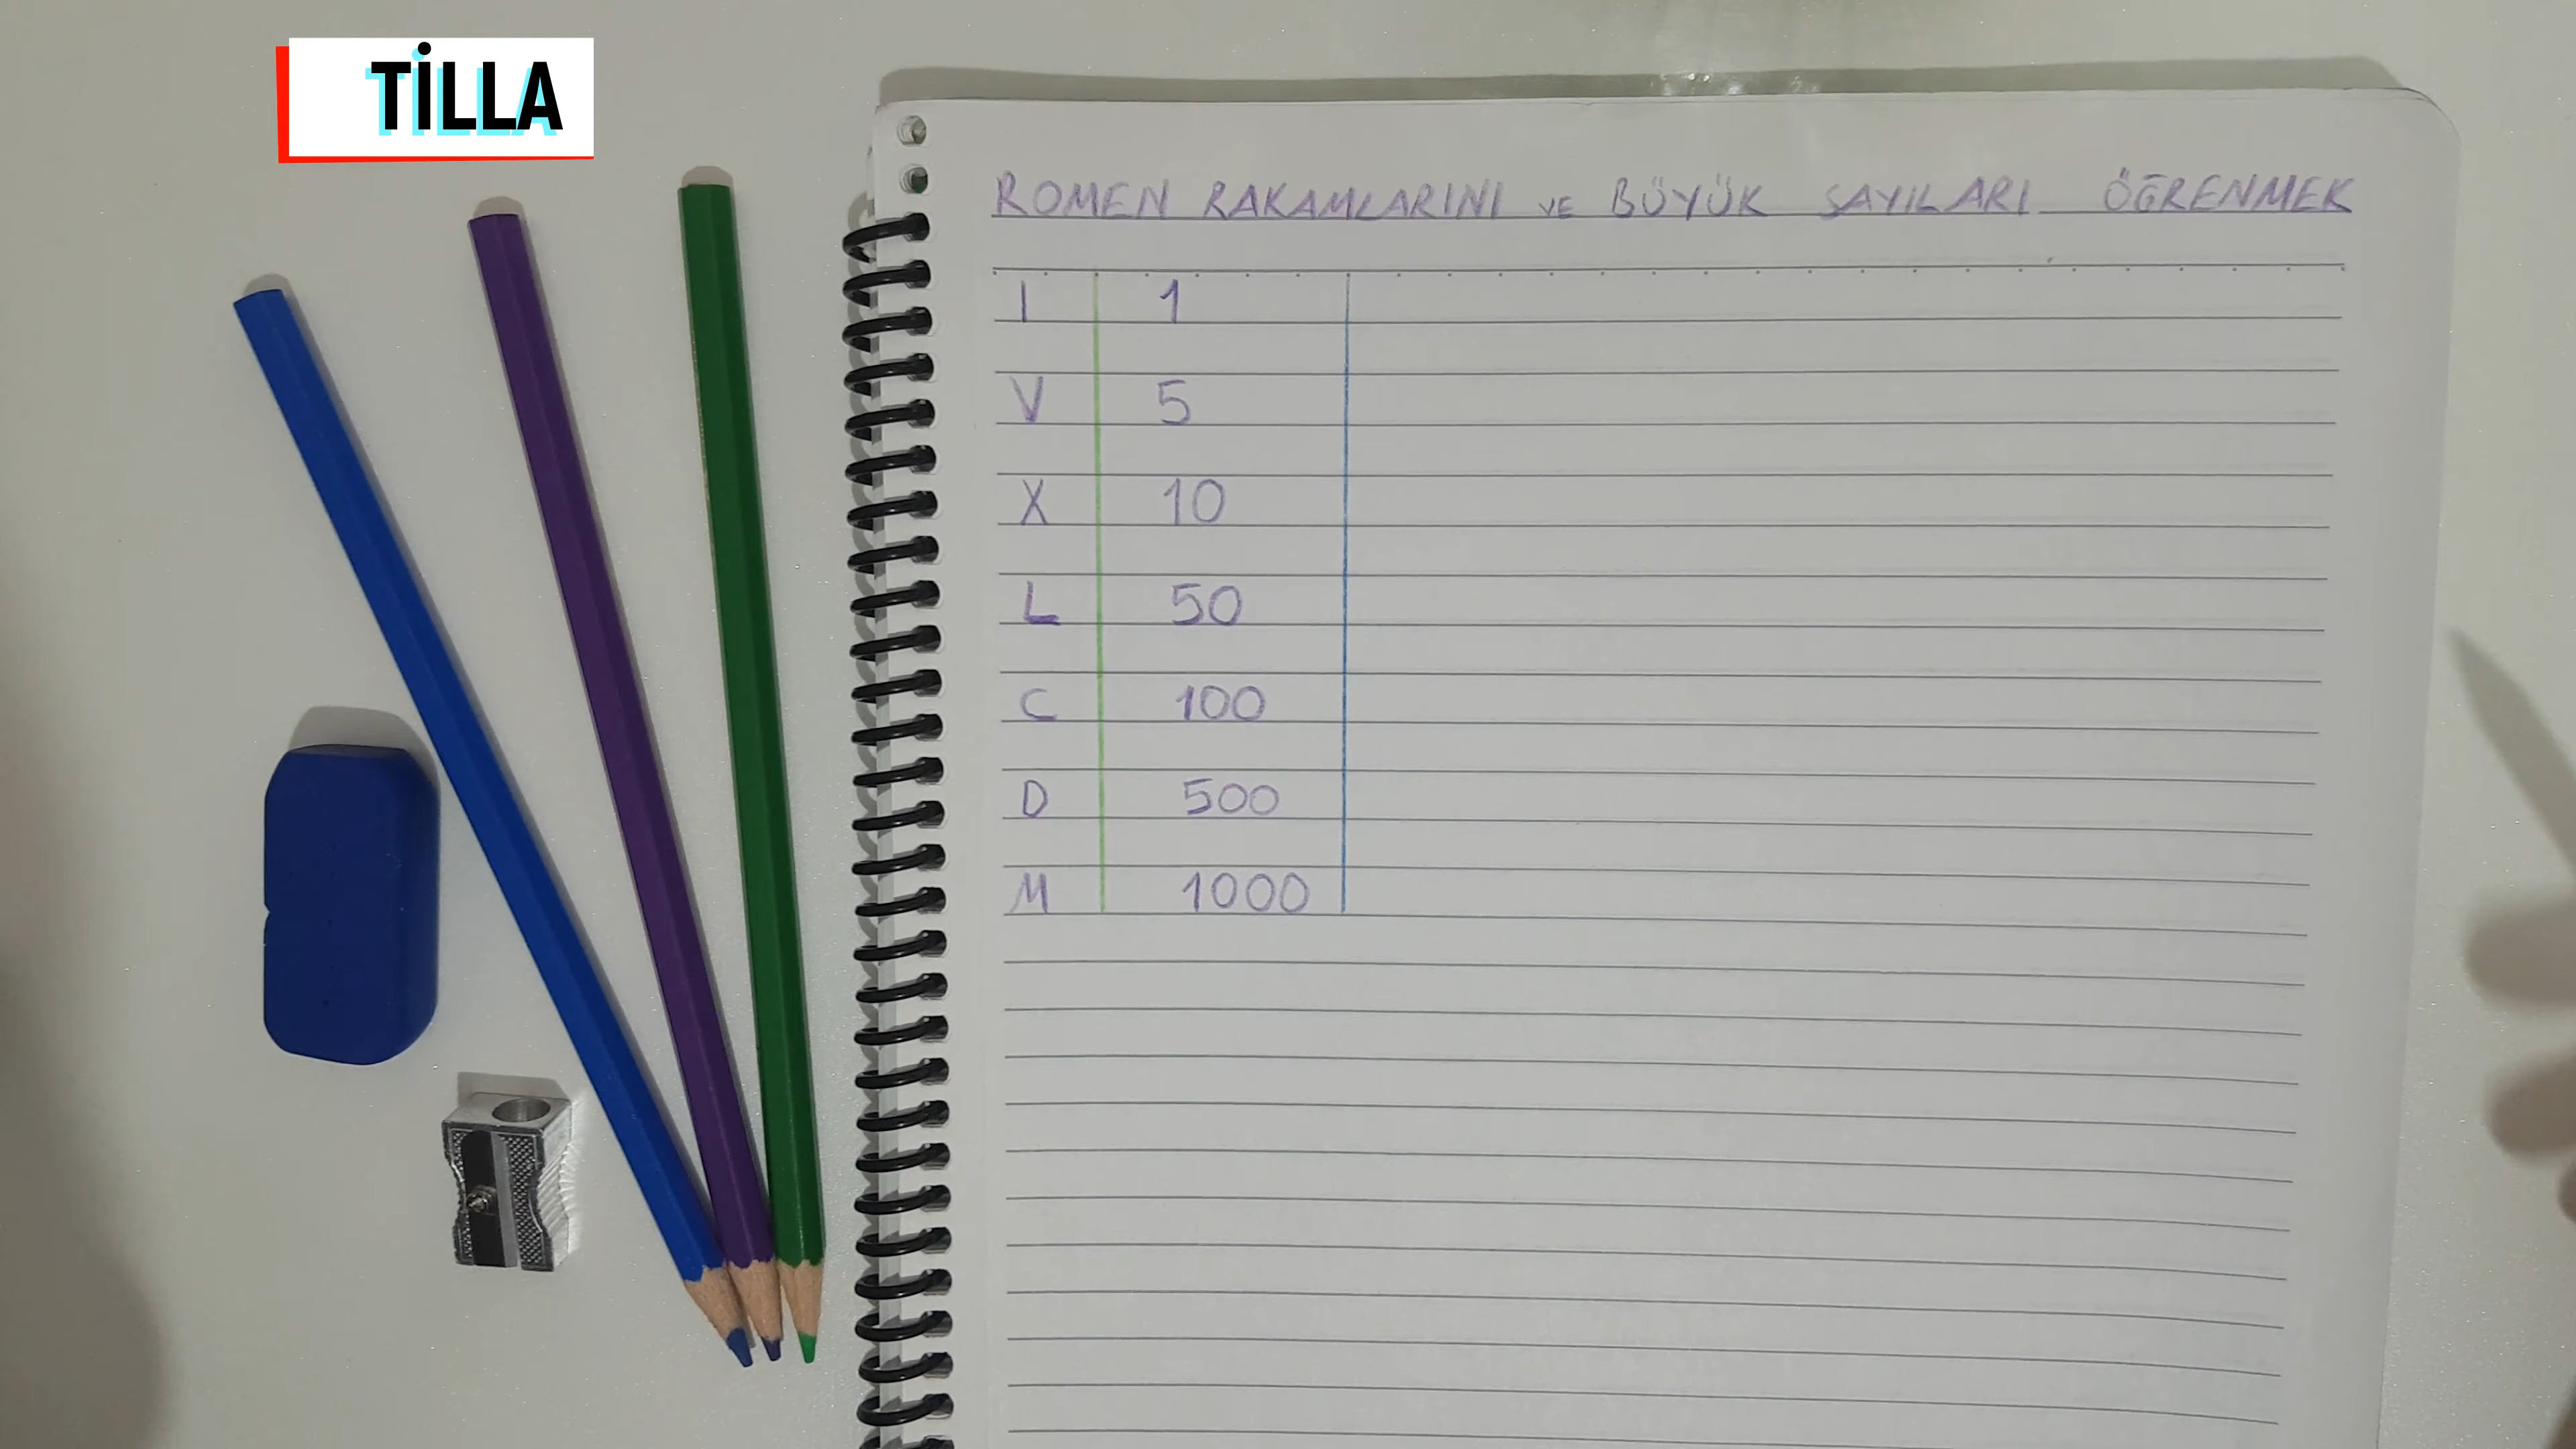 TİLLA
ROMEN RAKAMLARINI VE BÜYÜK SAYILARI ÖĞRENMEK
I 1
V 5
X 10
L 50
C 100
D 500
M 1000